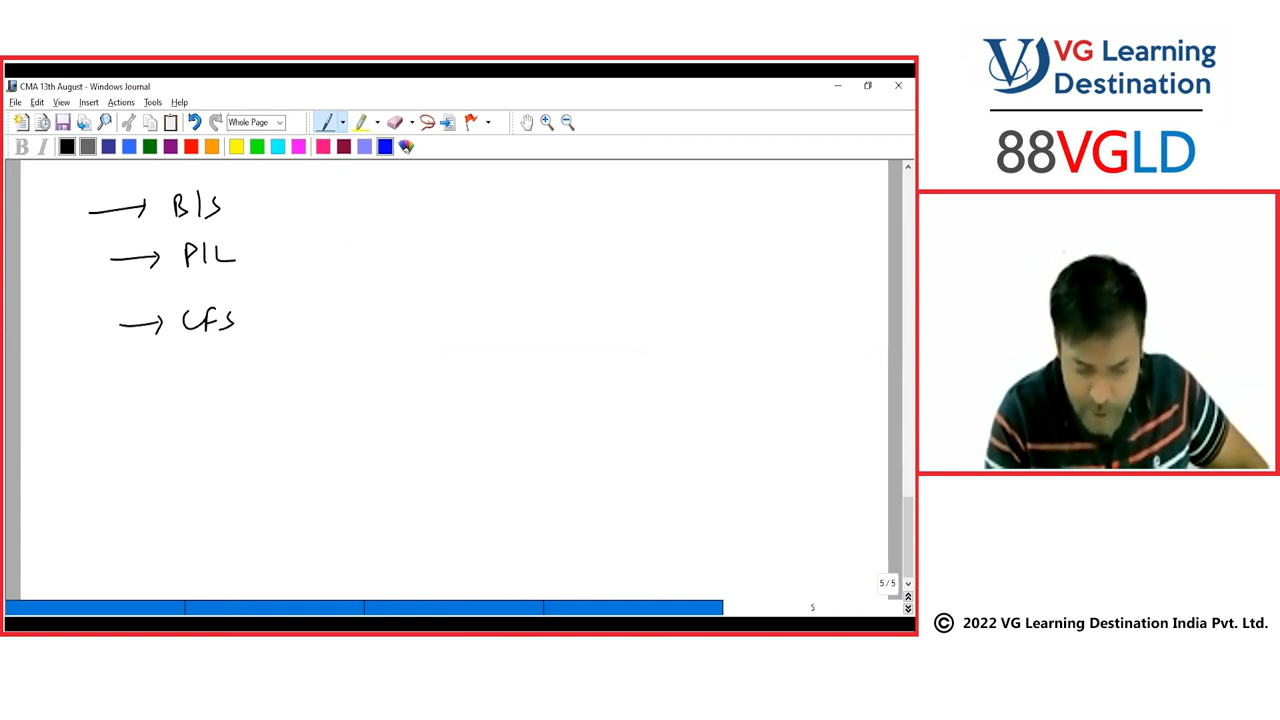 CMA 13th August - Windows Journal
File Edit View Insert Actions Tools Help
Whole Page
B I
→ B/S
→ P/L
→ CFS
5 / 5
5
VG Learning
Destination
88VGLD
© 2022 VG Learning Destination India Pvt. Ltd.